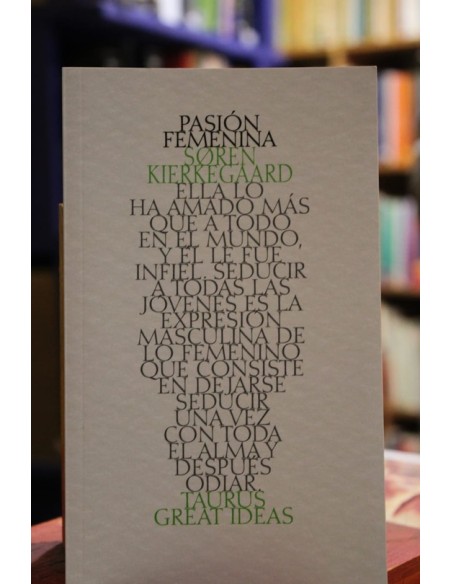 PASIÓN
FEMENINA
SØREN
KIERKEGAARD
ELLA LO
HA AMADO MÁS
QUE A TODO
EN EL MUNDO,
Y ÉL LE FUE
INFIEL. SEDUCIR
A TODAS LAS
JÓVENES ES LA
EXPRESIÓN
MASCULINA DE
LO FEMENINO
QUE CONSISTE
EN DEJARSE
SEDUCIR
UNA VEZ
CON TODA
EL ALMA Y
DESPUÉS
ODIAR.
TAURUS
GREAT IDEAS